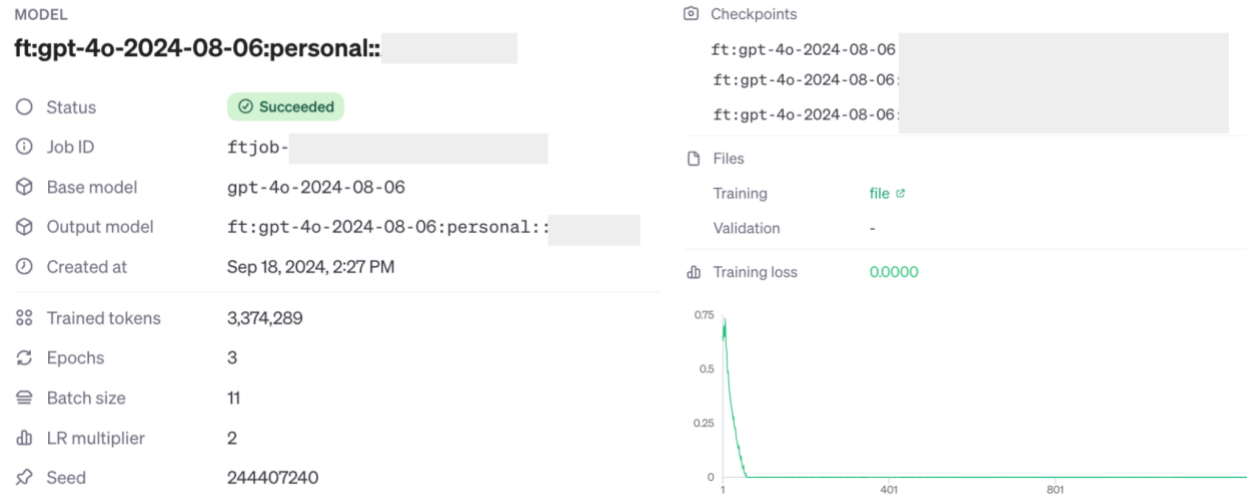 MODEL
ft:gpt-4o-2024-08-06:personal::
Status Succeeded
Job ID ftjob-
Base model gpt-4o-2024-08-06
Output model ft:gpt-4o-2024-08-06:personal::
Created at Sep 18, 2024, 2:27 PM
Trained tokens 3,374,289
Epochs 3
Batch size 11
LR multiplier 2
Seed 244407240
Checkpoints
ft:gpt-4o-2024-08-06
ft:gpt-4o-2024-08-06:
ft:gpt-4o-2024-08-06:
Files
Training file
Validation -
Training loss 0.0000
0.75
0.5
0.25
0
1 401 801